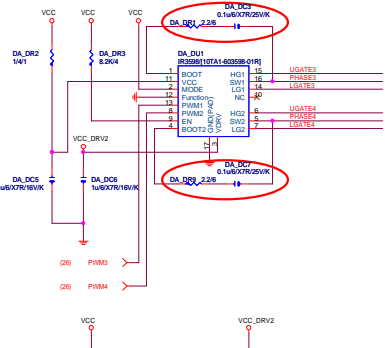 DA_DC3
0.1u/6/X7R/25V/K
VCC
VCC
VCC
DA_DR1
2.2/6
DA_DR2
1/4/1
DA_DR3
8.2K/4
DA_DU1
IR3598[10TA1-603598-01R]
1 BOOT HG1 15 UGATE3
11 VCC SW1 16 PHASE3
2 MODE LG1 14 LGATE3
12 Function NC 10
13 PWM1
8 PWM2 HG2 6 UGATE4
9 EN SW2 5 PHASE4
4 BOOT2 LG2 7 LGATE4
GND(PAD)
VDRV
17
3
VCC_DRV2
DA_DC7
0.1u/6/X7R/25V/K
DA_DR9
2.2/6
DA_DC5
u/6/X7R/16V/K
DA_DC6
1u/6/X7R/16V/K
(26) PWM3
(26) PWM4
VCC
VCC_DRV2